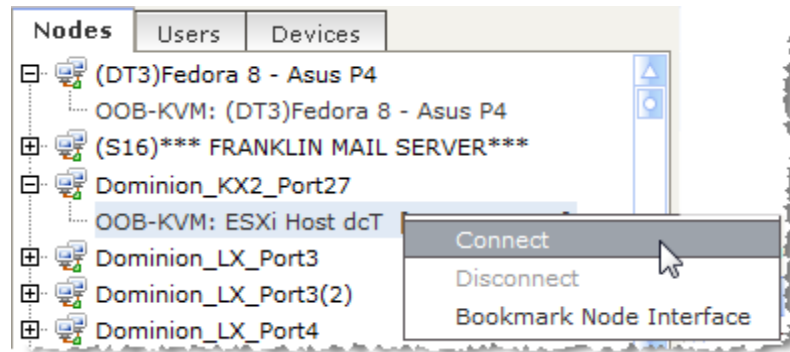 Nodes Users Devices
(DT3)Fedora 8 - Asus P4
OOB-KVM: (DT3)Fedora 8 - Asus P4
(S16)*** FRANKLIN MAIL SERVER***
Dominion_KX2_Port27
OOB-KVM: ESXi Host dcT
Connect
Dominion_LX_Port3
Disconnect
Dominion_LX_Port3(2)
Bookmark Node Interface
Dominion_LX_Port4